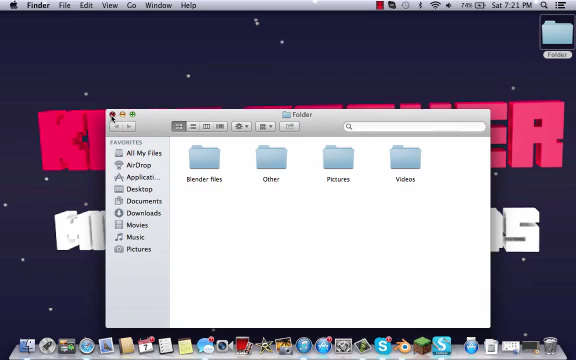 Finder File Edit View Go Window Help 74% Sat 7:21 PM
Folder
Folder
FAVORITES
All My Files
AirDrop
Applicati...
Desktop
Documents
Downloads
Movies
Music
Pictures
Blender files Other Pictures Videos